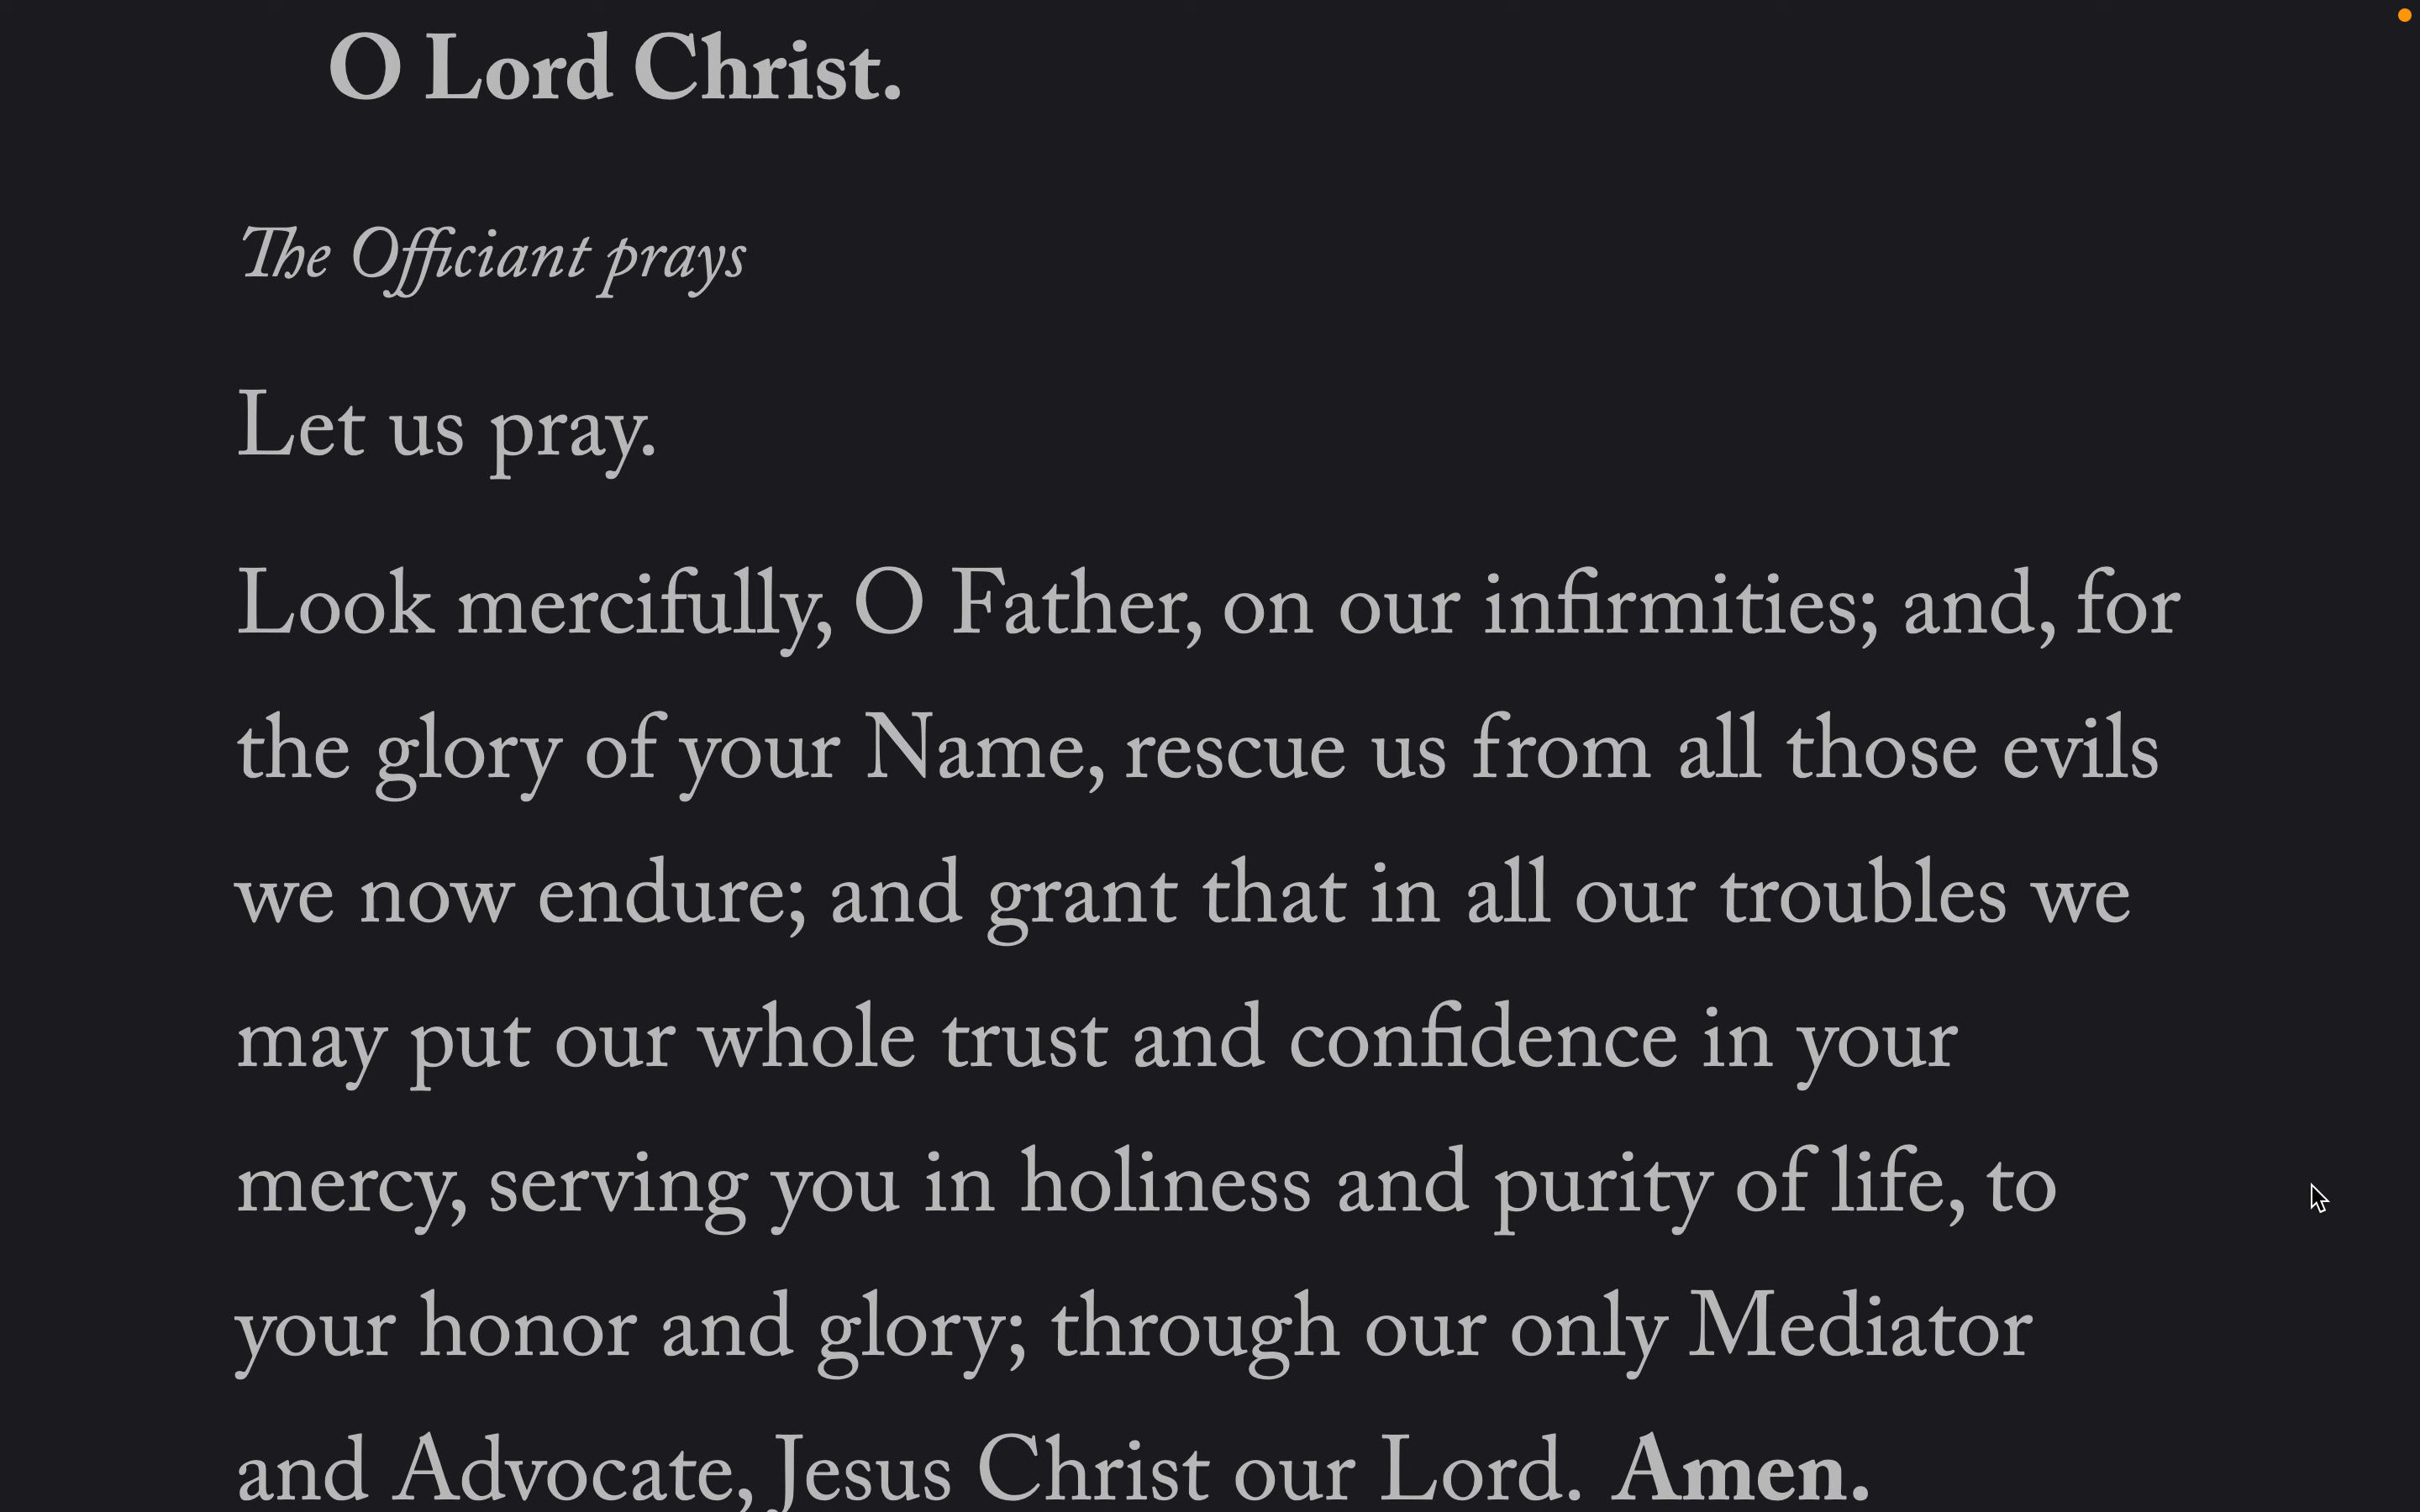 O Lord Christ.
The Officiant prays
Let us pray.
Look mercifully, O Father, on our infirmities; and, for
the glory of your Name, rescue us from all those evils
we now endure; and grant that in all our troubles we
may put our whole trust and confidence in your
mercy, serving you in holiness and purity of life, to
your honor and glory; through our only Mediator
and Advocate, Jesus Christ our Lord. Amen.